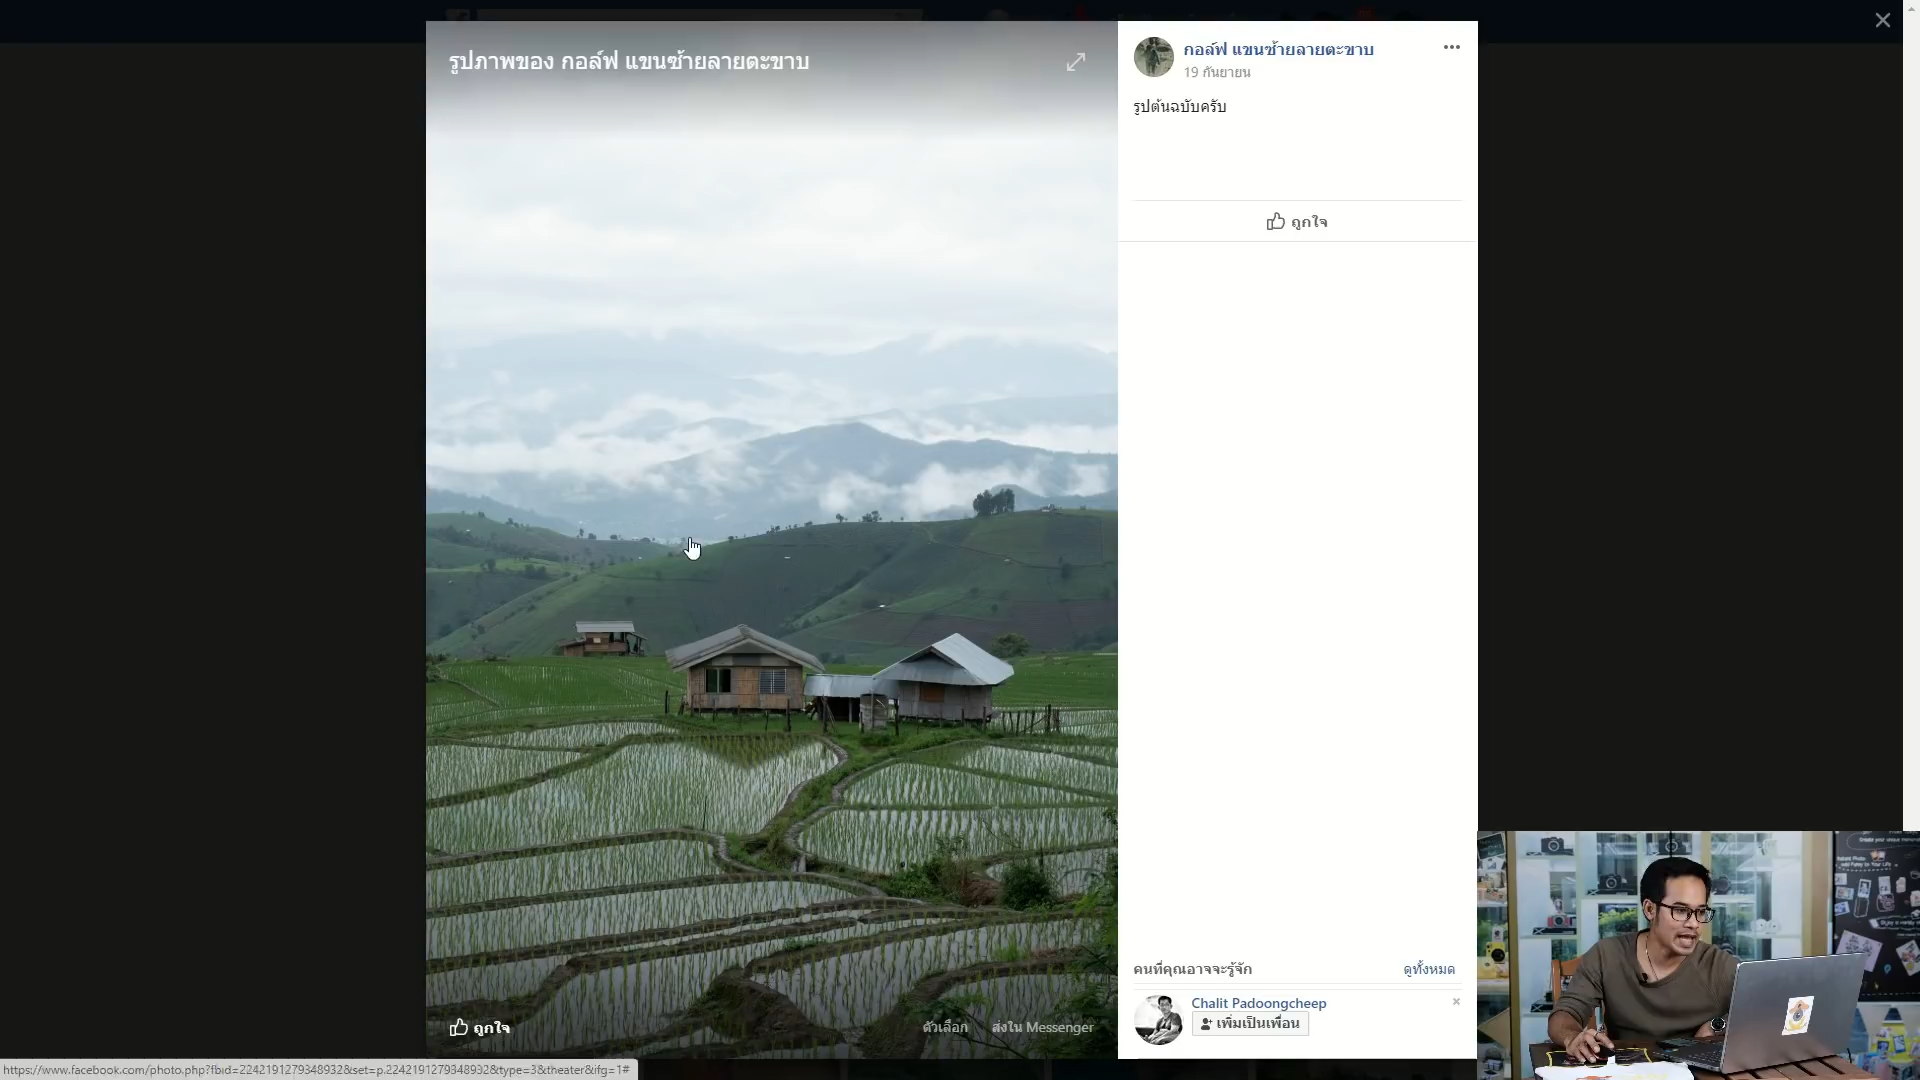 รูปภาพของ กอล์ฟ แขนซ้ายลายตะขาบ
กอล์ฟ แขนซ้ายลายตะขาบ
19 กันยายน
รูปต้นฉบับครับ
ถูกใจ
คนที่คุณอาจจะรู้จัก
ดูทั้งหมด
Chalit Padoongcheep
เพิ่มเป็นเพื่อน
ถูกใจ
ตัวเลือก
ส่งใน Messenger
https://www.facebook.com/photo.php?fbid=2242191279348932&set=p.2242191279348932&type=3&theater&ifg=1#